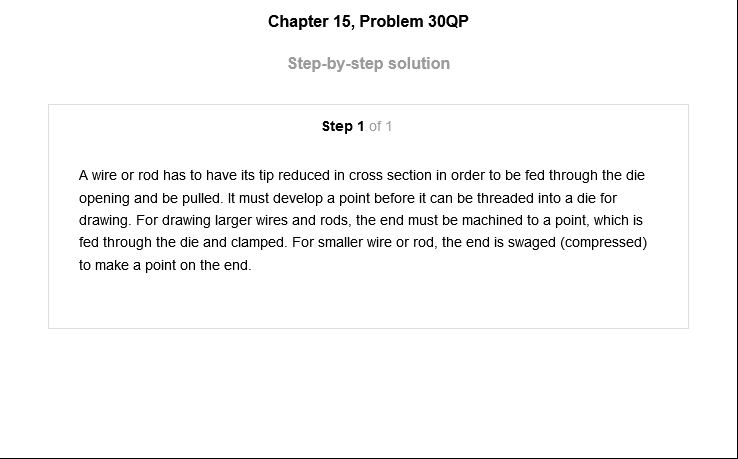 Chapter 15, Problem 30QP
Step-by-step solution
Step 1 of 1
A wire or rod has to have its tip reduced in cross section in order to be fed through the die
opening and be pulled. It must develop a point before it can be threaded into a die for
drawing. For drawing larger wires and rods, the end must be machined to a point, which is
fed through the die and clamped. For smaller wire or rod, the end is swaged (compressed)
to make a point on the end.